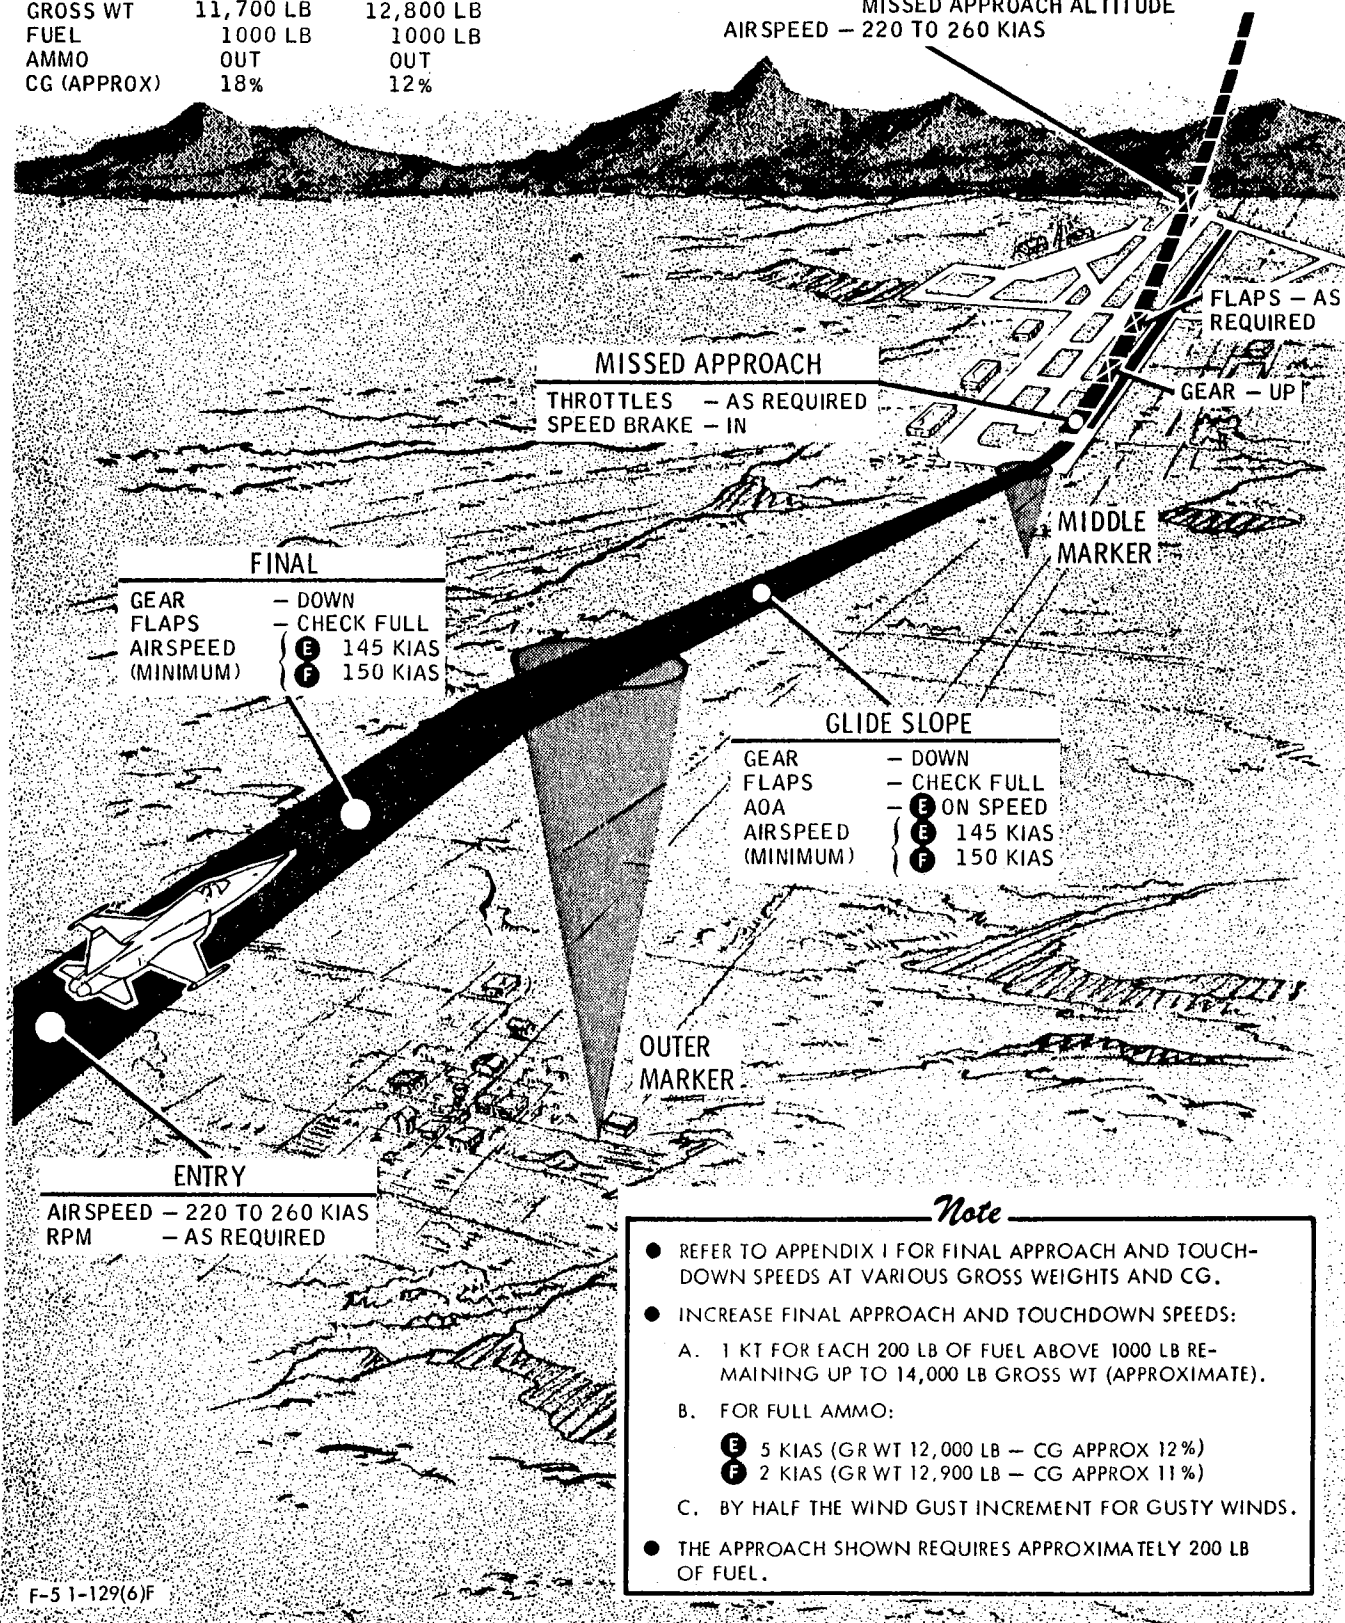 GROSS WT 11,700 LB 12,800 LB
FUEL 1000 LB 1000 LB
AMMO OUT OUT
CG (APPROX) 18% 12%
MISSED APPROACH ALTITUDE
AIRSPEED — 220 TO 260 KIAS
FLAPS — AS
REQUIRED
GEAR — UP
MISSED APPROACH
THROTTLES — AS REQUIRED
SPEED BRAKE — IN
MIDDLE
MARKER
FINAL
GEAR — DOWN
FLAPS — CHECK FULL
AIRSPEED E 145 KIAS
(MINIMUM) F 150 KIAS
GLIDE SLOPE
GEAR — DOWN
FLAPS — CHECK FULL
AOA — E ON SPEED
AIRSPEED E 145 KIAS
(MINIMUM) F 150 KIAS
OUTER
MARKER
ENTRY
AIRSPEED — 220 TO 260 KIAS
RPM — AS REQUIRED
Note
● REFER TO APPENDIX I FOR FINAL APPROACH AND TOUCH-
DOWN SPEEDS AT VARIOUS GROSS WEIGHTS AND CG.
● INCREASE FINAL APPROACH AND TOUCHDOWN SPEEDS:
A. 1 KT FOR EACH 200 LB OF FUEL ABOVE 1000 LB RE-
MAINING UP TO 14,000 LB GROSS WT (APPROXIMATE).
B. FOR FULL AMMO:
E 5 KIAS (GR WT 12,000 LB — CG APPROX 12%)
F 2 KIAS (GR WT 12,900 LB — CG APPROX 11%)
C. BY HALF THE WIND GUST INCREMENT FOR GUSTY WINDS.
● THE APPROACH SHOWN REQUIRES APPROXIMATELY 200 LB
OF FUEL.
F-5 1-129(6)F